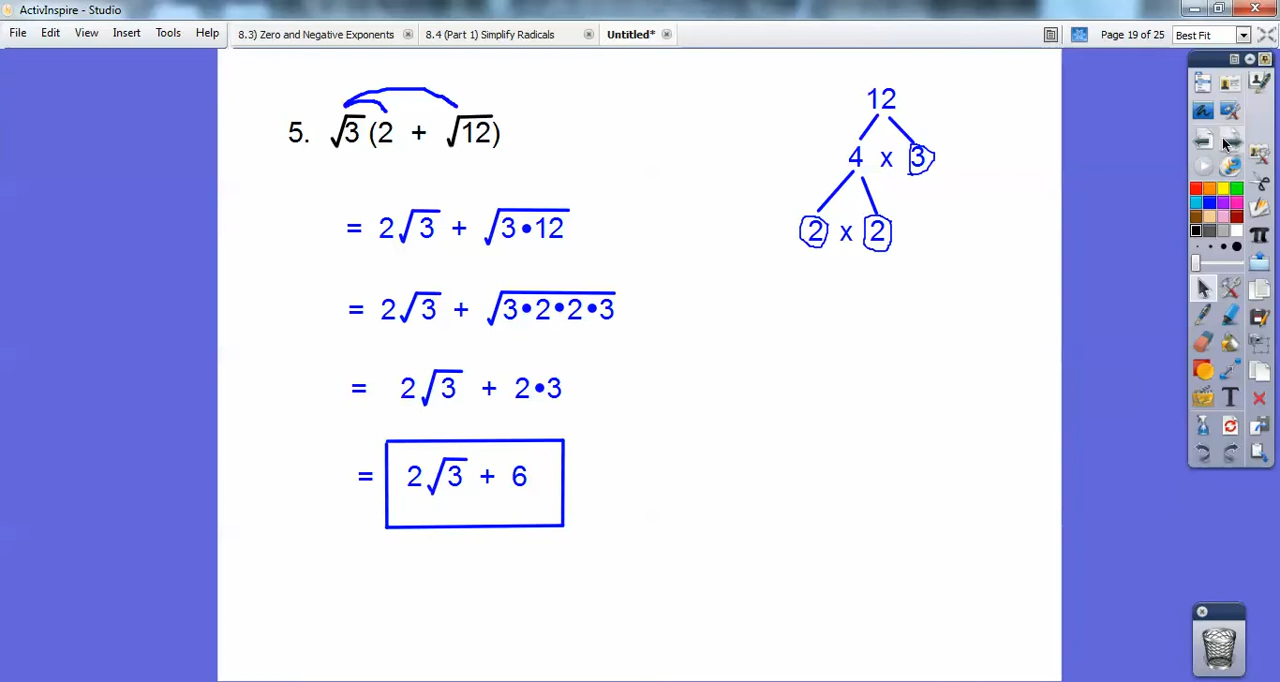 ActivInspire - Studio
File Edit View Insert Tools Help
8.3) Zero and Negative Exponents 8.4 (Part 1) Simplify Radicals Untitled* Page 19 of 25 Best Fit
5. √3 (2 + √12)
= 2√3 + √3•12
= 2√3 + √3•2•2•3
= 2√3 + 2•3
= 2√3 + 6
12
4 x 3
2 x 2